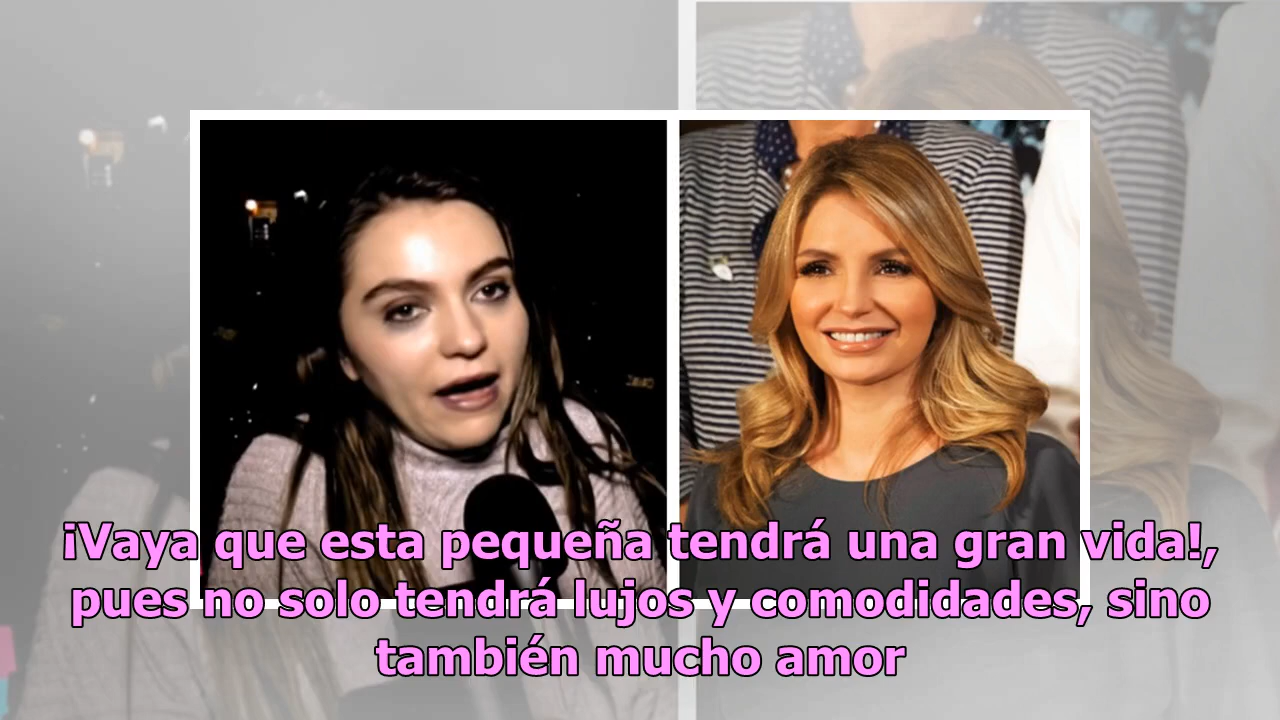 ¡Vaya que esta pequeña tendrá una gran vida!,
pues no solo tendrá lujos y comodidades, sino
también mucho amor